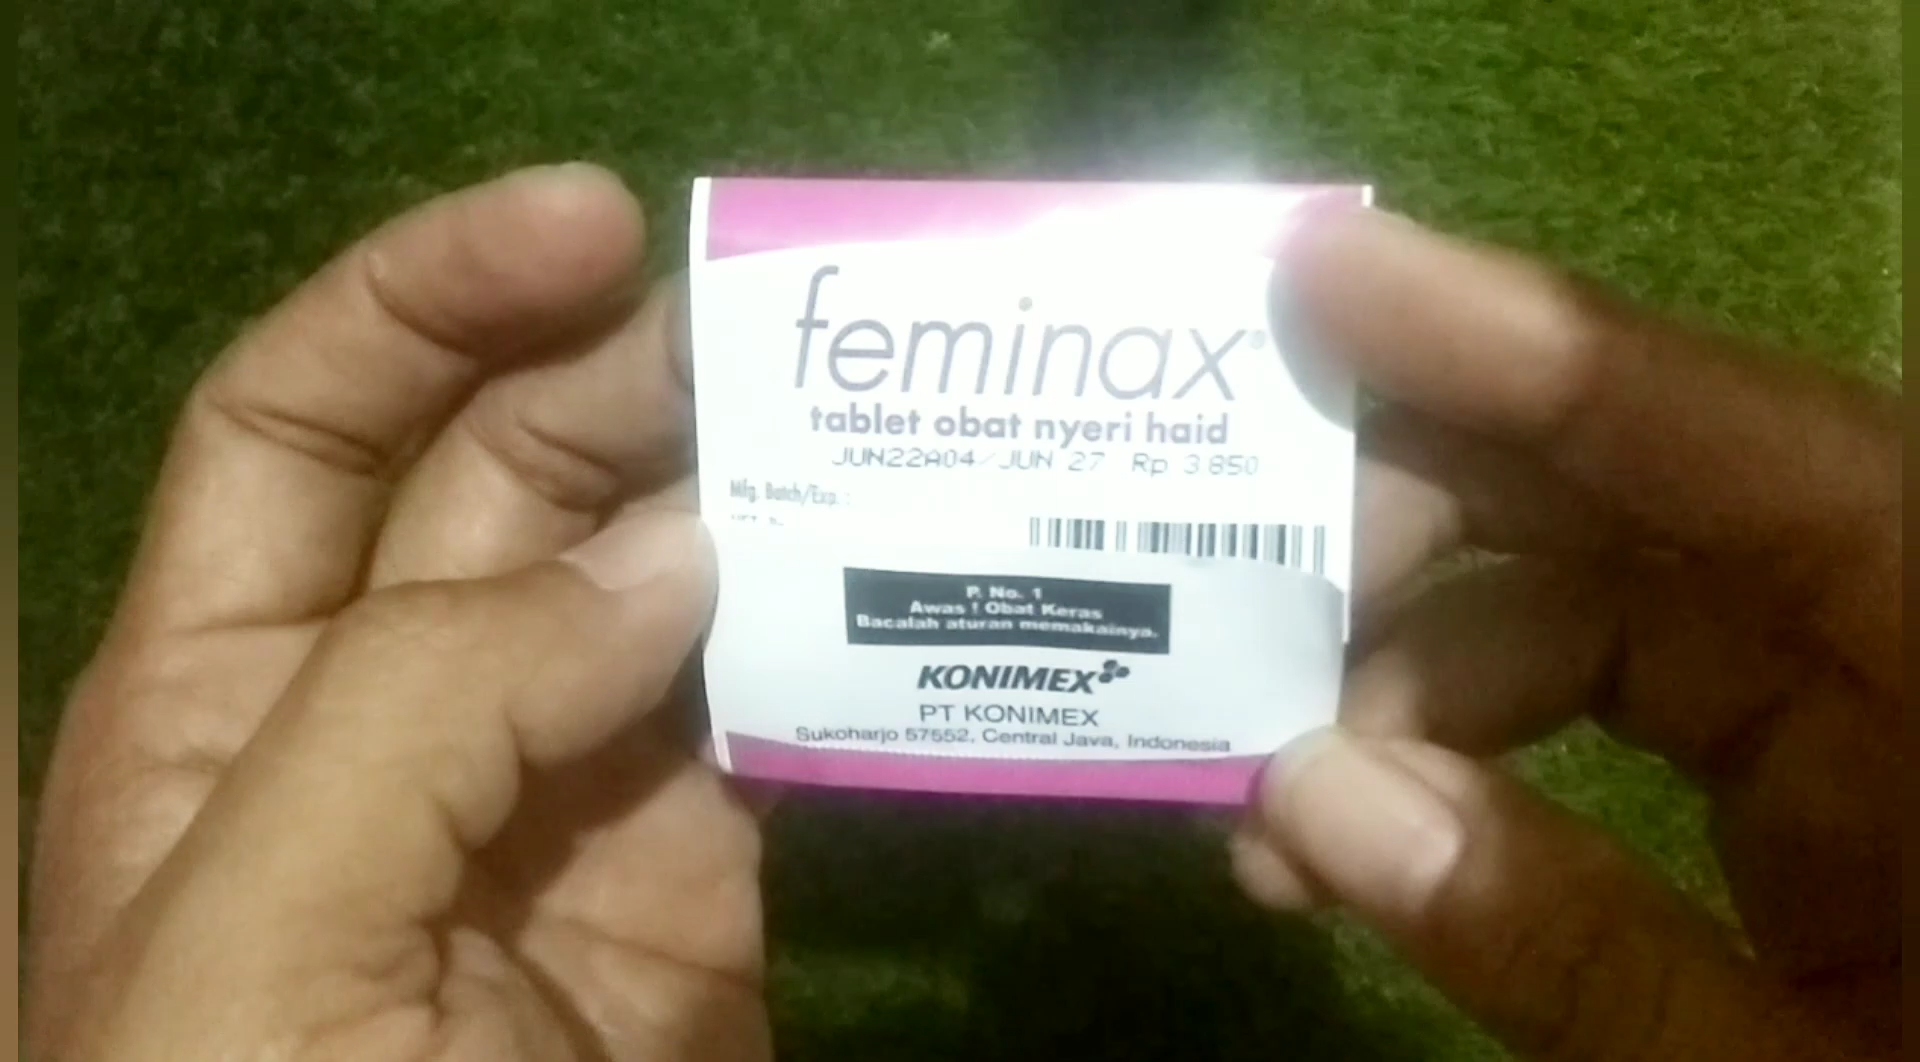 feminax®
tablet obat nyeri haid
JUN22A04/JUN 27 Rp 3.850
Mfg. Batch/Exp. :
P. No. 1
Awas ! Obat Keras
Bacalah aturan memakainya.
KONIMEX
PT KONIMEX
Sukoharjo 57552, Central Java, Indonesia